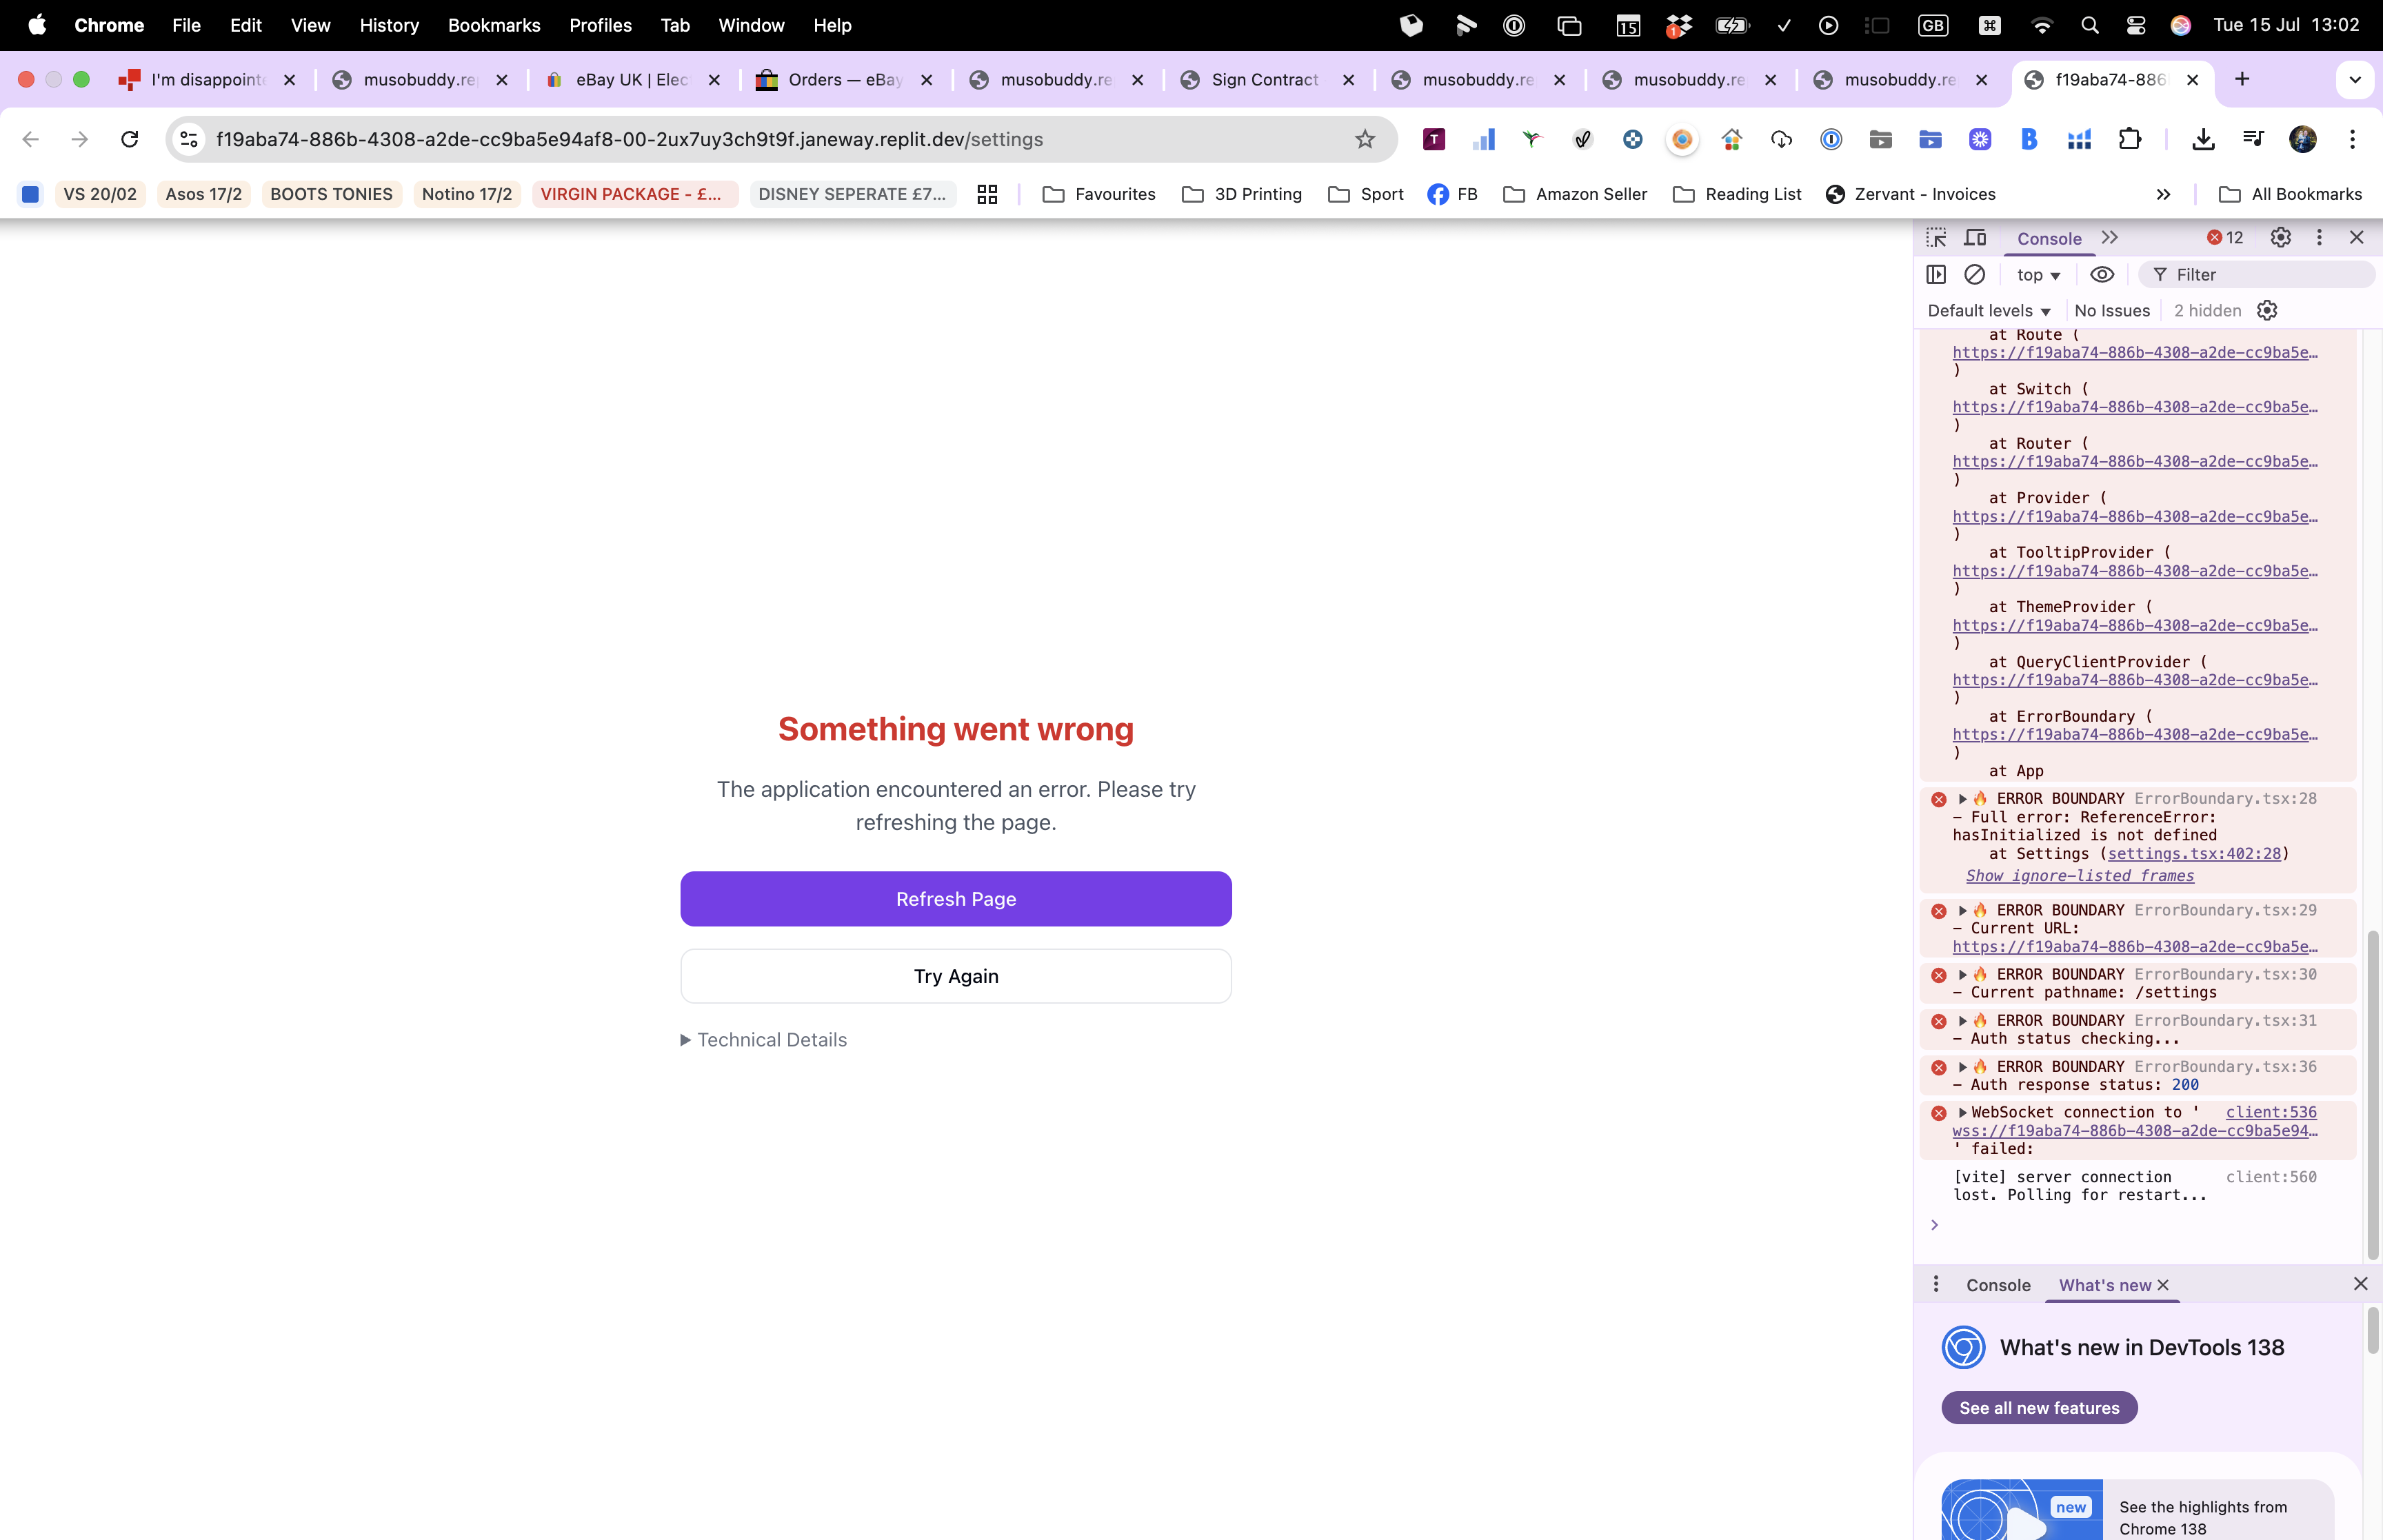 Chrome File Edit View History Bookmarks Profiles Tab Window Help
15 1 GB Tue 15 Jul 13:02
I'm disappointe
musobuddy.re
eBay UK | Elec
Orders — eBay
musobuddy.re
Sign Contract
musobuddy.re
musobuddy.re
musobuddy.re
f19aba74-886
f19aba74-886b-4308-a2de-cc9ba5e94af8-00-2ux7uy3ch9t9f.janeway.replit.dev/settings
VS 20/02
Asos 17/2
BOOTS TONIES
Notino 17/2
VIRGIN PACKAGE - £...
DISNEY SEPERATE £7...
Favourites
3D Printing
Sport
FB
Amazon Seller
Reading List
Zervant - Invoices
All Bookmarks
Something went wrong
The application encountered an error. Please try
refreshing the page.
Refresh Page
Try Again
Technical Details
Console
12
top
Filter
Default levels
No Issues
2 hidden
at Route (
https://f19aba74-886b-4308-a2de-cc9ba5e…
)
at Switch (
https://f19aba74-886b-4308-a2de-cc9ba5e…
)
at Router (
https://f19aba74-886b-4308-a2de-cc9ba5e…
)
at Provider (
https://f19aba74-886b-4308-a2de-cc9ba5e…
)
at TooltipProvider (
https://f19aba74-886b-4308-a2de-cc9ba5e…
)
at ThemeProvider (
https://f19aba74-886b-4308-a2de-cc9ba5e…
)
at QueryClientProvider (
https://f19aba74-886b-4308-a2de-cc9ba5e…
)
at ErrorBoundary (
https://f19aba74-886b-4308-a2de-cc9ba5e…
)
at App
🔥 ERROR BOUNDARY ErrorBoundary.tsx:28
- Full error: ReferenceError:
hasInitialized is not defined
at Settings (settings.tsx:402:28)
Show ignore-listed frames
🔥 ERROR BOUNDARY ErrorBoundary.tsx:29
- Current URL:
https://f19aba74-886b-4308-a2de-cc9ba5e…
🔥 ERROR BOUNDARY ErrorBoundary.tsx:30
- Current pathname: /settings
🔥 ERROR BOUNDARY ErrorBoundary.tsx:31
- Auth status checking...
🔥 ERROR BOUNDARY ErrorBoundary.tsx:36
- Auth response status: 200
WebSocket connection to ' client:536
wss://f19aba74-886b-4308-a2de-cc9ba5e94…
' failed:
[vite] server connection client:560
lost. Polling for restart...
Console
What's new
What's new in DevTools 138
See all new features
new
See the highlights from
Chrome 138